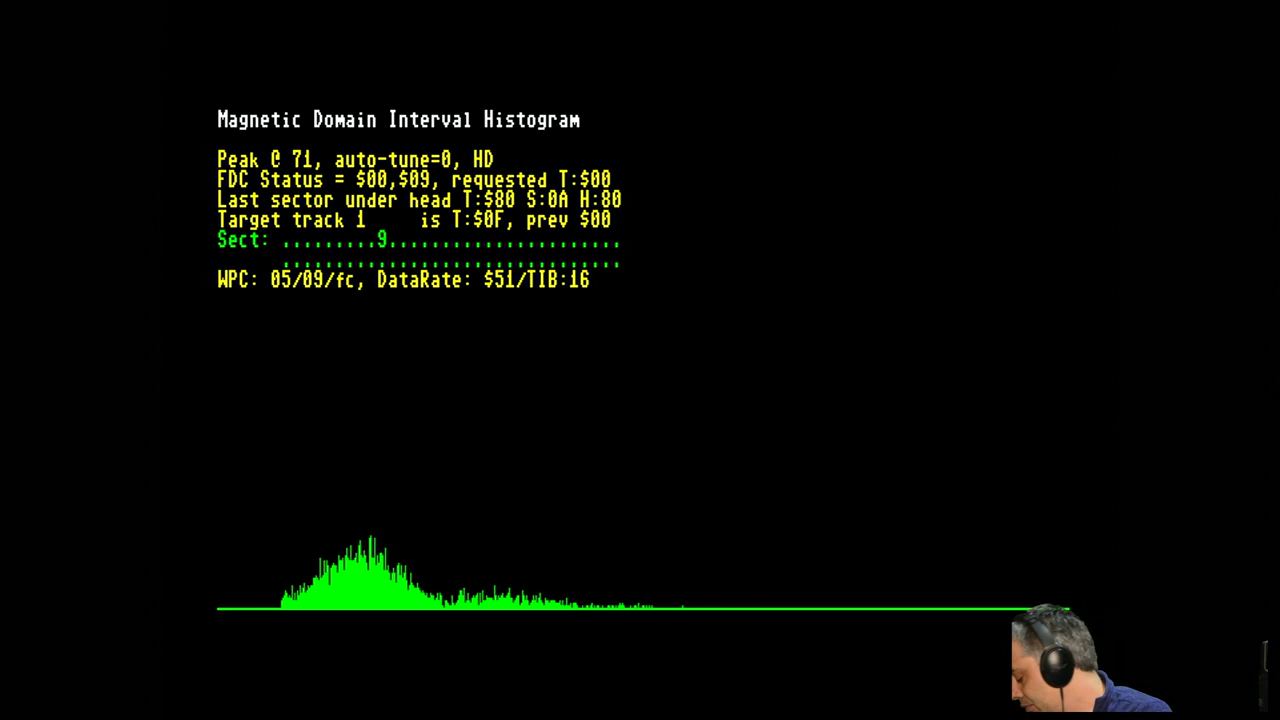 Magnetic Domain Interval Histogram
Peak @ 71, auto-tune=0, HD
FDC Status = $00,$09, requested T:$00
Last sector under head T:$80 S:0A H:80
Target track 1    is T:$0F, prev $00
Sect: .........9......................
................................
WPC: 05/09/fc, DataRate: $51/TIB:16